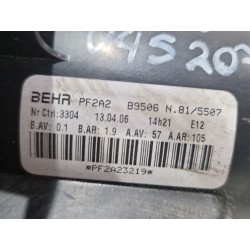 BEHR PF2A2 B9506 N.81/5507
Nr Ctrl:3304 13.04.06 14h21 E12
B.AV: 0.1 B.AR: 1.9 A.AV: 57 A.AR:105
*PF2A23219*